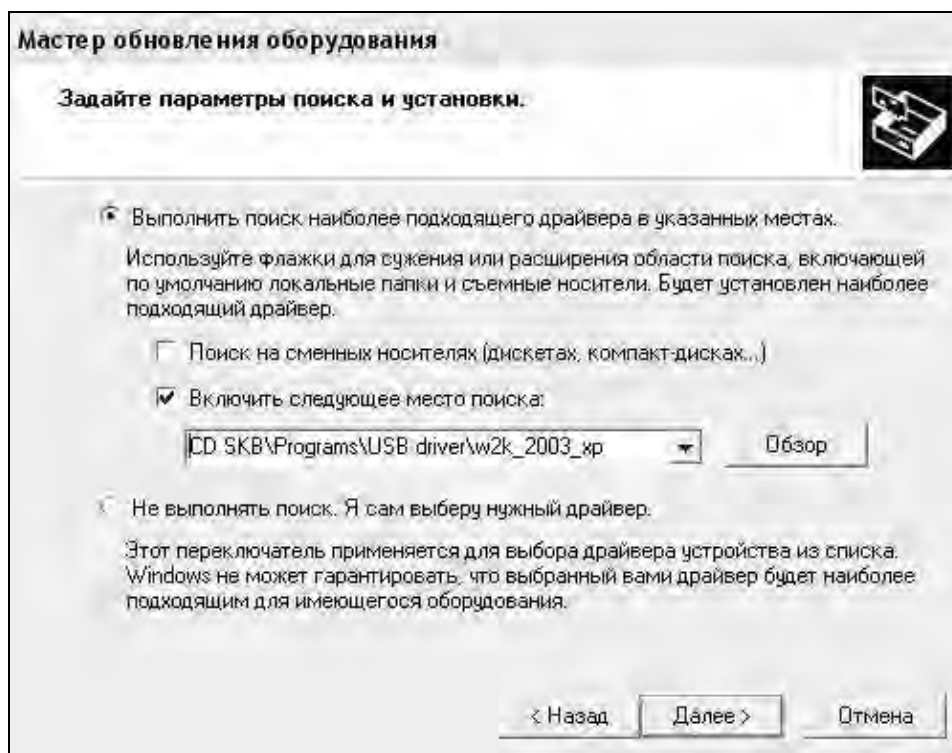 Мастер обновления оборудования
Задайте параметры поиска и установки.
Выполнить поиск наиболее подходящего драйвера в указанных местах.
Используйте флажки для сужения или расширения области поиска, включающей
по умолчанию локальные папки и съемные носители. Будет установлен наиболее
подходящий драйвер.
Поиск на сменных носителях (дискетах, компакт-дисках...)
Включить следующее место поиска:
CD SKB\Programs\USB driver\w2k_2003_xp
Обзор
Не выполнять поиск. Я сам выберу нужный драйвер.
Этот переключатель применяется для выбора драйвера устройства из списка.
Windows не может гарантировать, что выбранный вами драйвер будет наиболее
подходящим для имеющегося оборудования.
< Назад Далее > Отмена